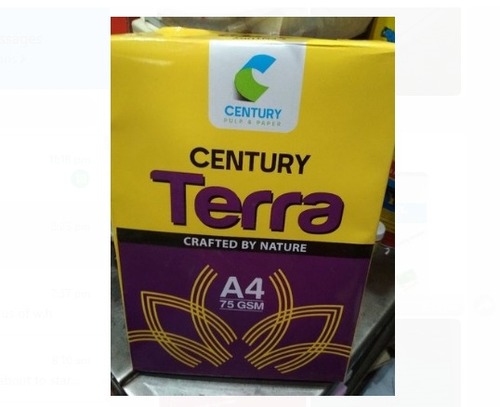 CENTURY
PULP & PAPER
CENTURY
Terra
CRAFTED BY NATURE
A4
75 GSM